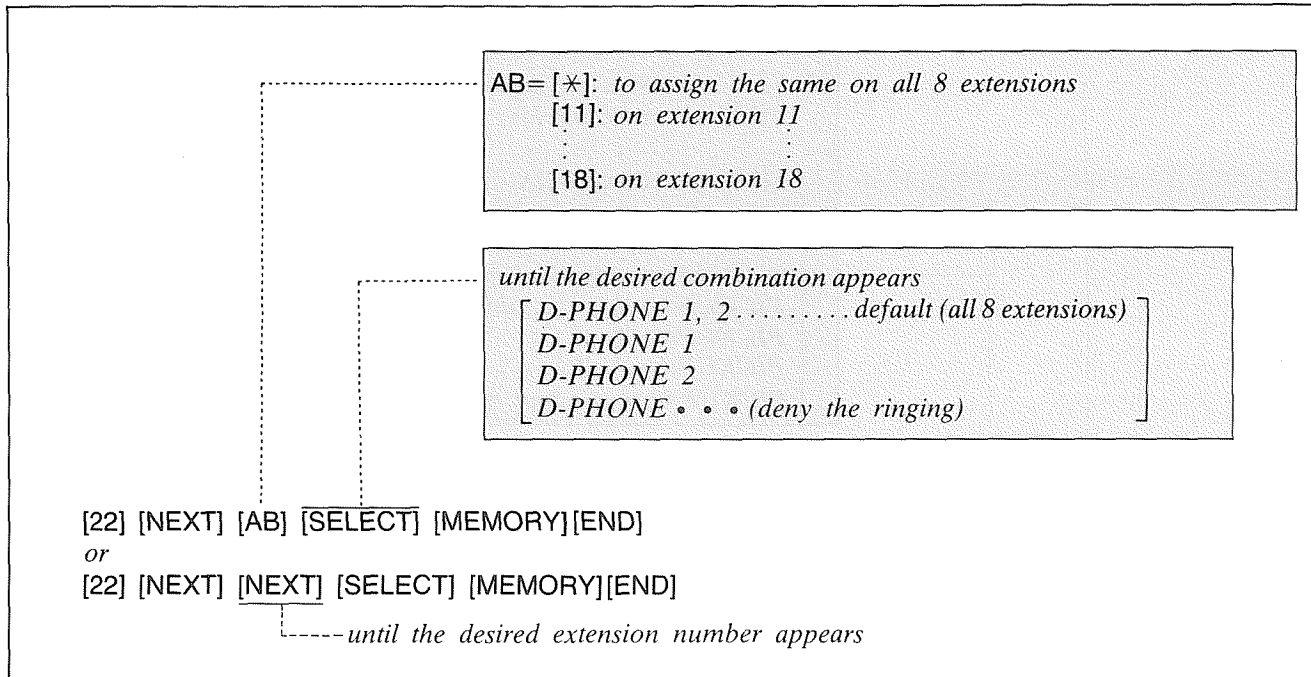 AB=[✳]: to assign the same on all 8 extensions
[11]: on extension 11
: :
[18]: on extension 18
until the desired combination appears
D-PHONE 1, 2 ......... default (all 8 extensions)
D-PHONE 1
D-PHONE 2
D-PHONE • • • (deny the ringing)
[22] [NEXT] [AB] [SELECT] [MEMORY][END]
or
[22] [NEXT] [NEXT] [SELECT] [MEMORY][END]
until the desired extension number appears